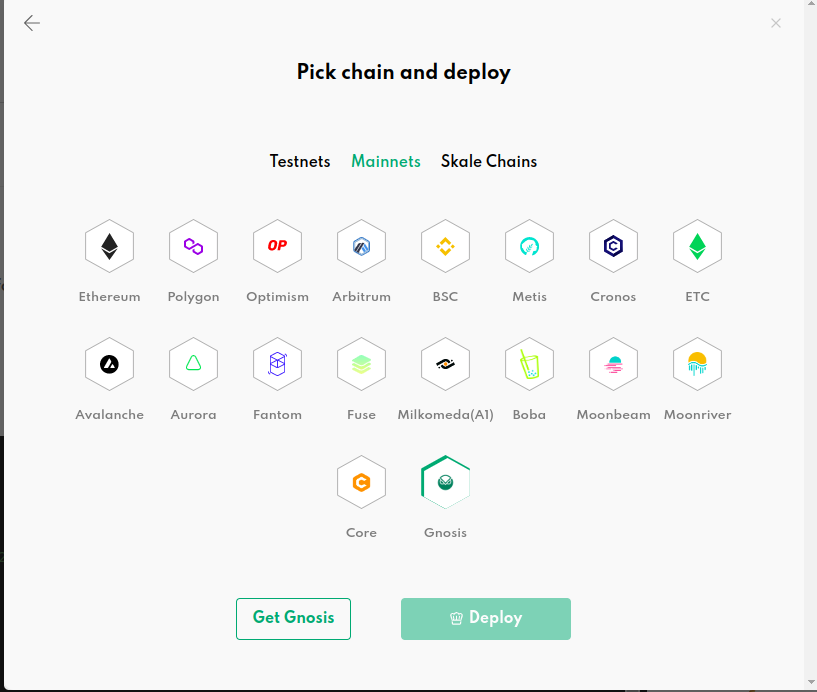 Pick chain and deploy
Testnets Mainnets Skale Chains
OP
Ethereum Polygon Optimism Arbitrum BSC Metis Cronos ETC
Avalanche Aurora Fantom Fuse Milkomeda(A1) Boba Moonbeam Moonriver
Core Gnosis
Get Gnosis Deploy